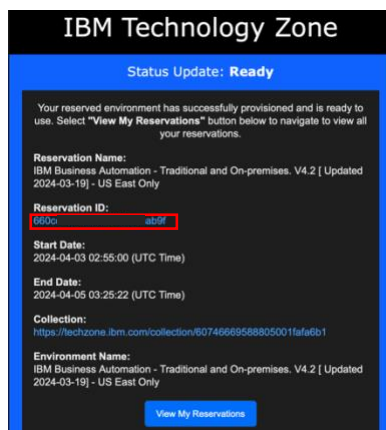 IBM Technology Zone
Status Update: Ready
Your reserved environment has successfully provisioned and is ready to
use. Select "View My Reservations" button below to navigate to view all
your reservations.
Reservation Name:
IBM Business Automation - Traditional and On-premises. V4.2 [ Updated
2024-03-19] - US East Only
Reservation ID:
ab9f
Start Date:
2024-04-03 02:55:00 (UTC Time)
End Date:
2024-04-05 03:25:22 (UTC Time)
Collection:
https://techzone.ibm.com/collection/60746669588805001fafa6b1
Environment Name:
IBM Business Automation - Traditional and On-premises. V4.2 [ Updated
2024-03-19] - US East Only
View My Reservations